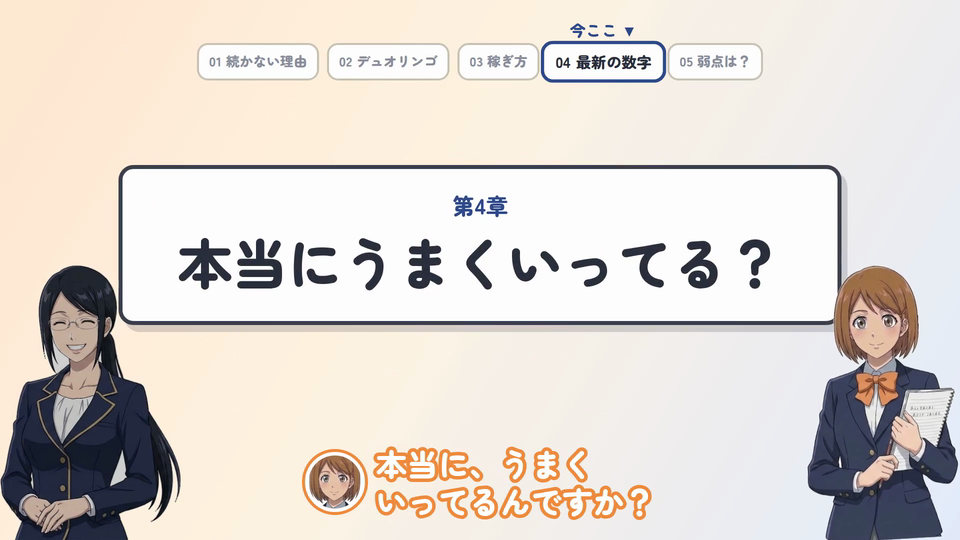 今ここ ▼
01 続かない理由
02 デュオリンゴ
03 稼ぎ方
04 最新の数字
05 弱点は？
第4章
本当にうまくいってる？
本当に、うまく
いってるんですか？